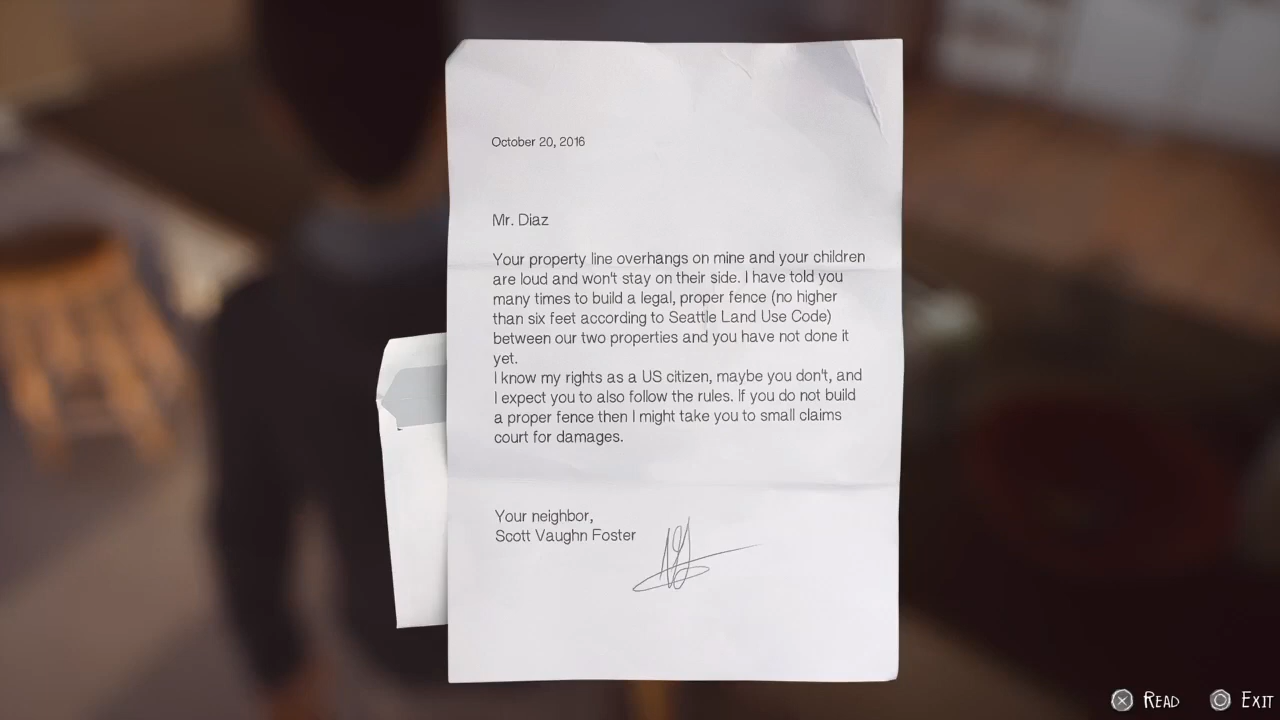 October 20, 2016
Mr. Diaz
Your property line overhangs on mine and your children
are loud and won't stay on their side. I have told you
many times to build a legal, proper fence (no higher
than six feet according to Seattle Land Use Code)
between our two properties and you have not done it
yet.
I know my rights as a US citizen, maybe you don't, and
I expect you to also follow the rules. If you do not build
a proper fence then I might take you to small claims
court for damages.
Your neighbor,
Scott Vaughn Foster
READ EXIT